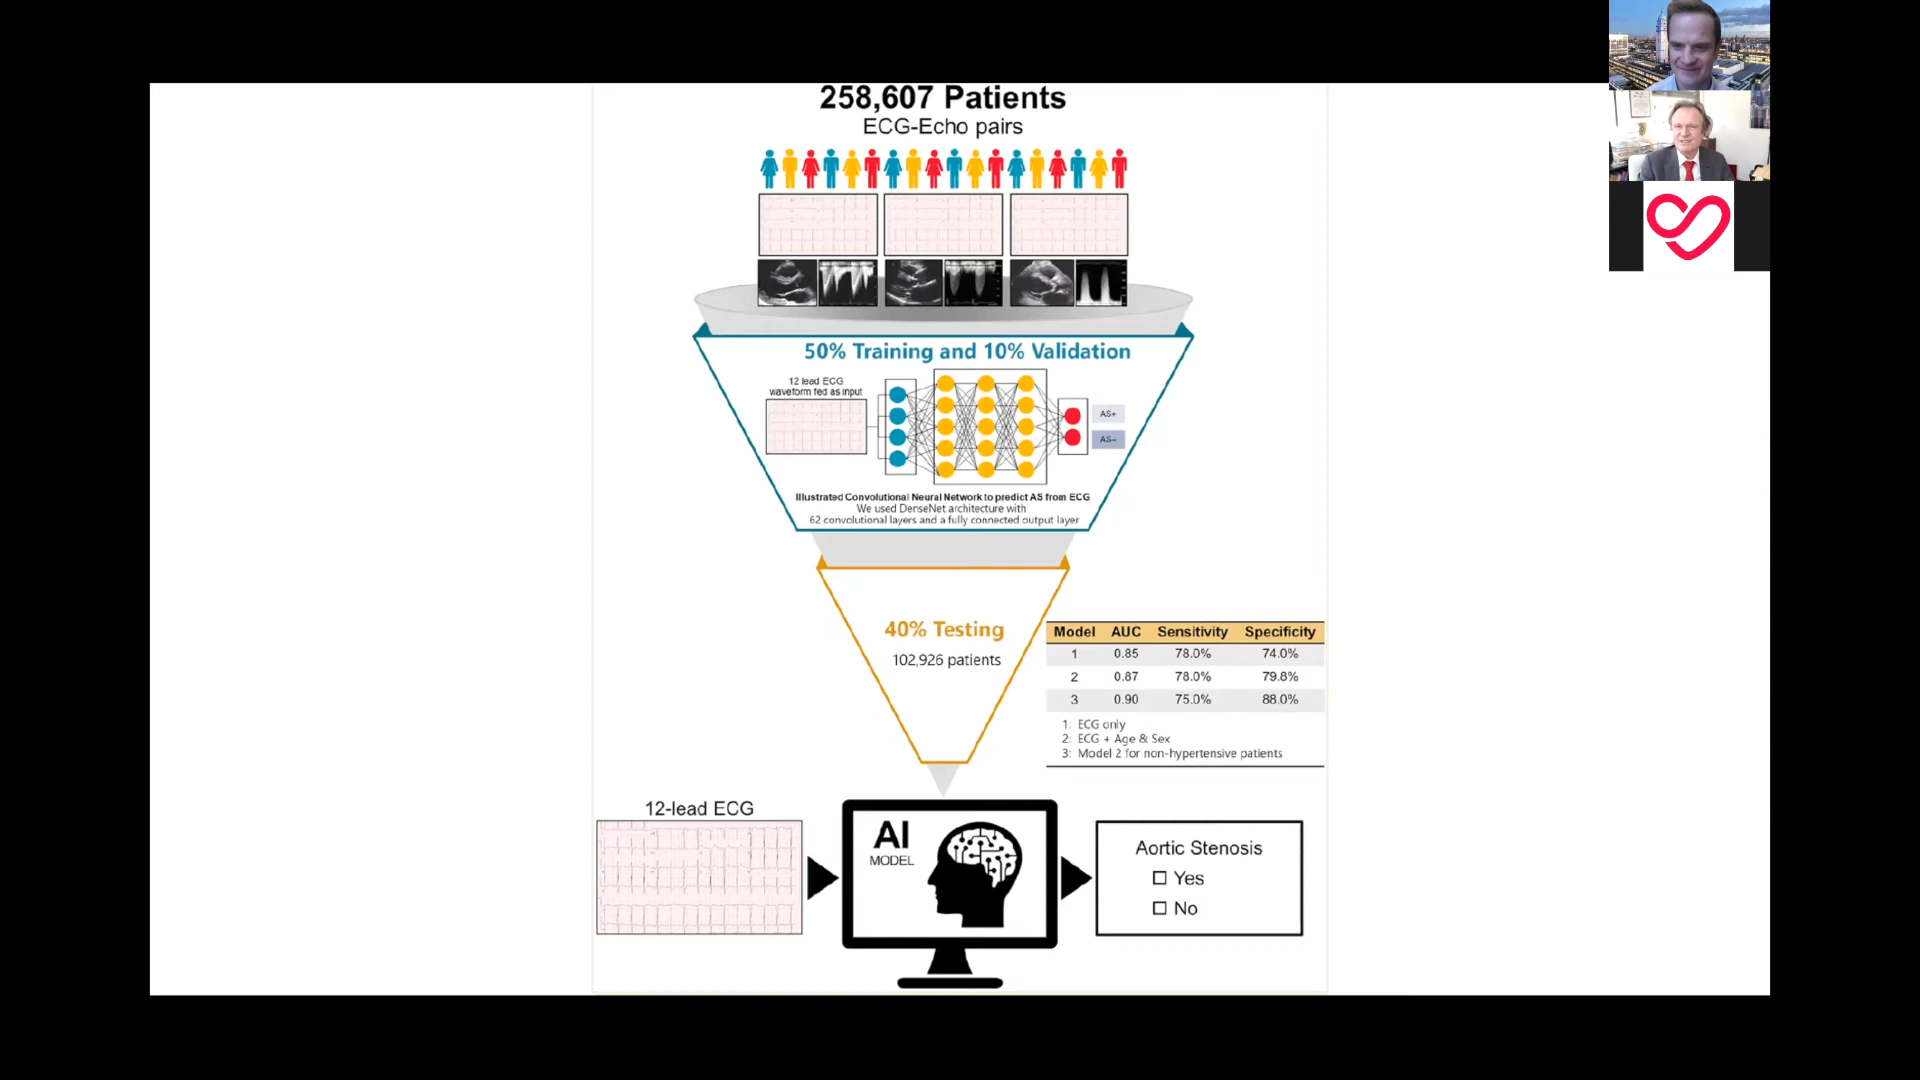 258,607 Patients
ECG-Echo pairs
50% Training and 10% Validation
12 lead ECG
waveform fed as input
AS+
AS–
Illustrated Convolutional Neural Network to predict AS from ECG
We used DenseNet architecture with
62 convolutional layers and a fully connected output layer
40% Testing
102,926 patients
Model AUC Sensitivity Specificity
1 0.85 78.0% 74.0%
2 0.87 78.0% 79.8%
3 0.90 75.0% 88.0%
1: ECG only
2: ECG + Age & Sex
3: Model 2 for non-hypertensive patients
12-lead ECG
AI
MODEL
Aortic Stenosis
Yes
No